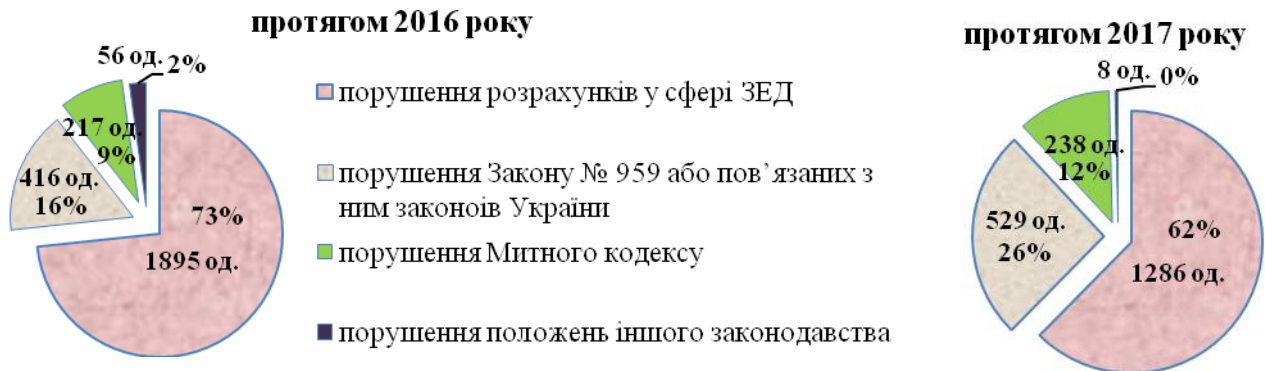 протягом 2016 року
56 од.
2%
217 од.
9%
416 од.
16%
73%
1895 од.
порушення розрахунків у сфері ЗЕД
порушення Закону № 959 або пов’язаних з
ним законоів України
порушення Митного кодексу
порушення положень іншого законодавства
протягом 2017 року
8 од.
0%
238 од.
12%
529 од.
26%
62%
1286 од.